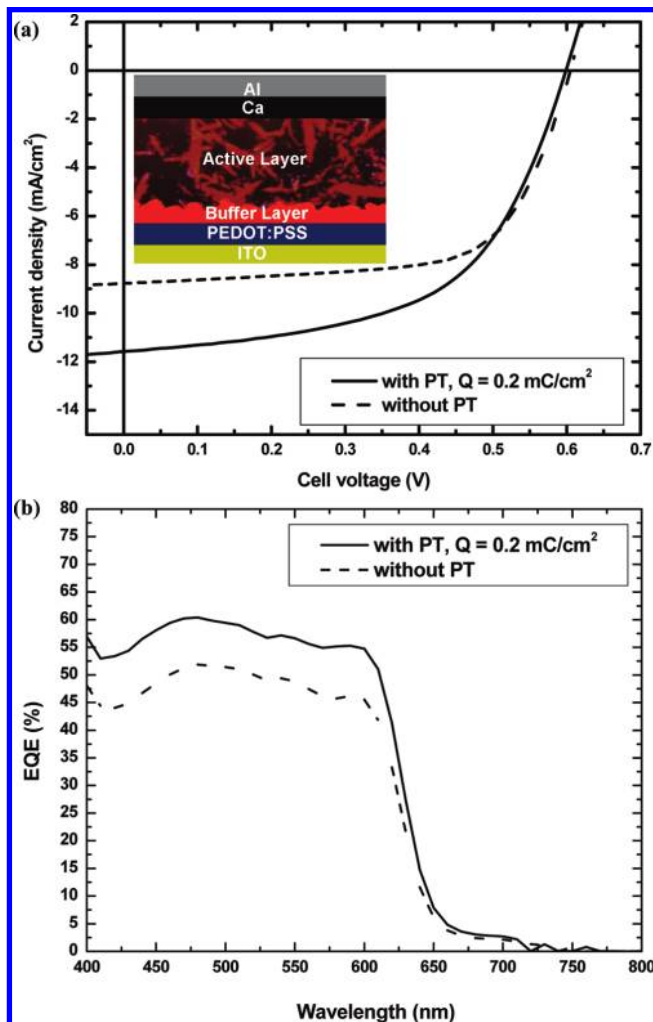 (a)
2
0
-2
-4
-6
-8
-10
-12
-14
Current density (mA/cm²)
Al
Ca
Active Layer
Buffer Layer
PEDOT:PSS
ITO
with PT, Q = 0.2 mC/cm²
without PT
0.0 0.1 0.2 0.3 0.4 0.5 0.6 0.7
Cell voltage (V)
(b)
80
75
70
65
60
55
50
45
40
35
30
25
20
15
10
5
0
EQE (%)
with PT, Q = 0.2 mC/cm²
without PT
400 450 500 550 600 650 700 750 800
Wavelength (nm)